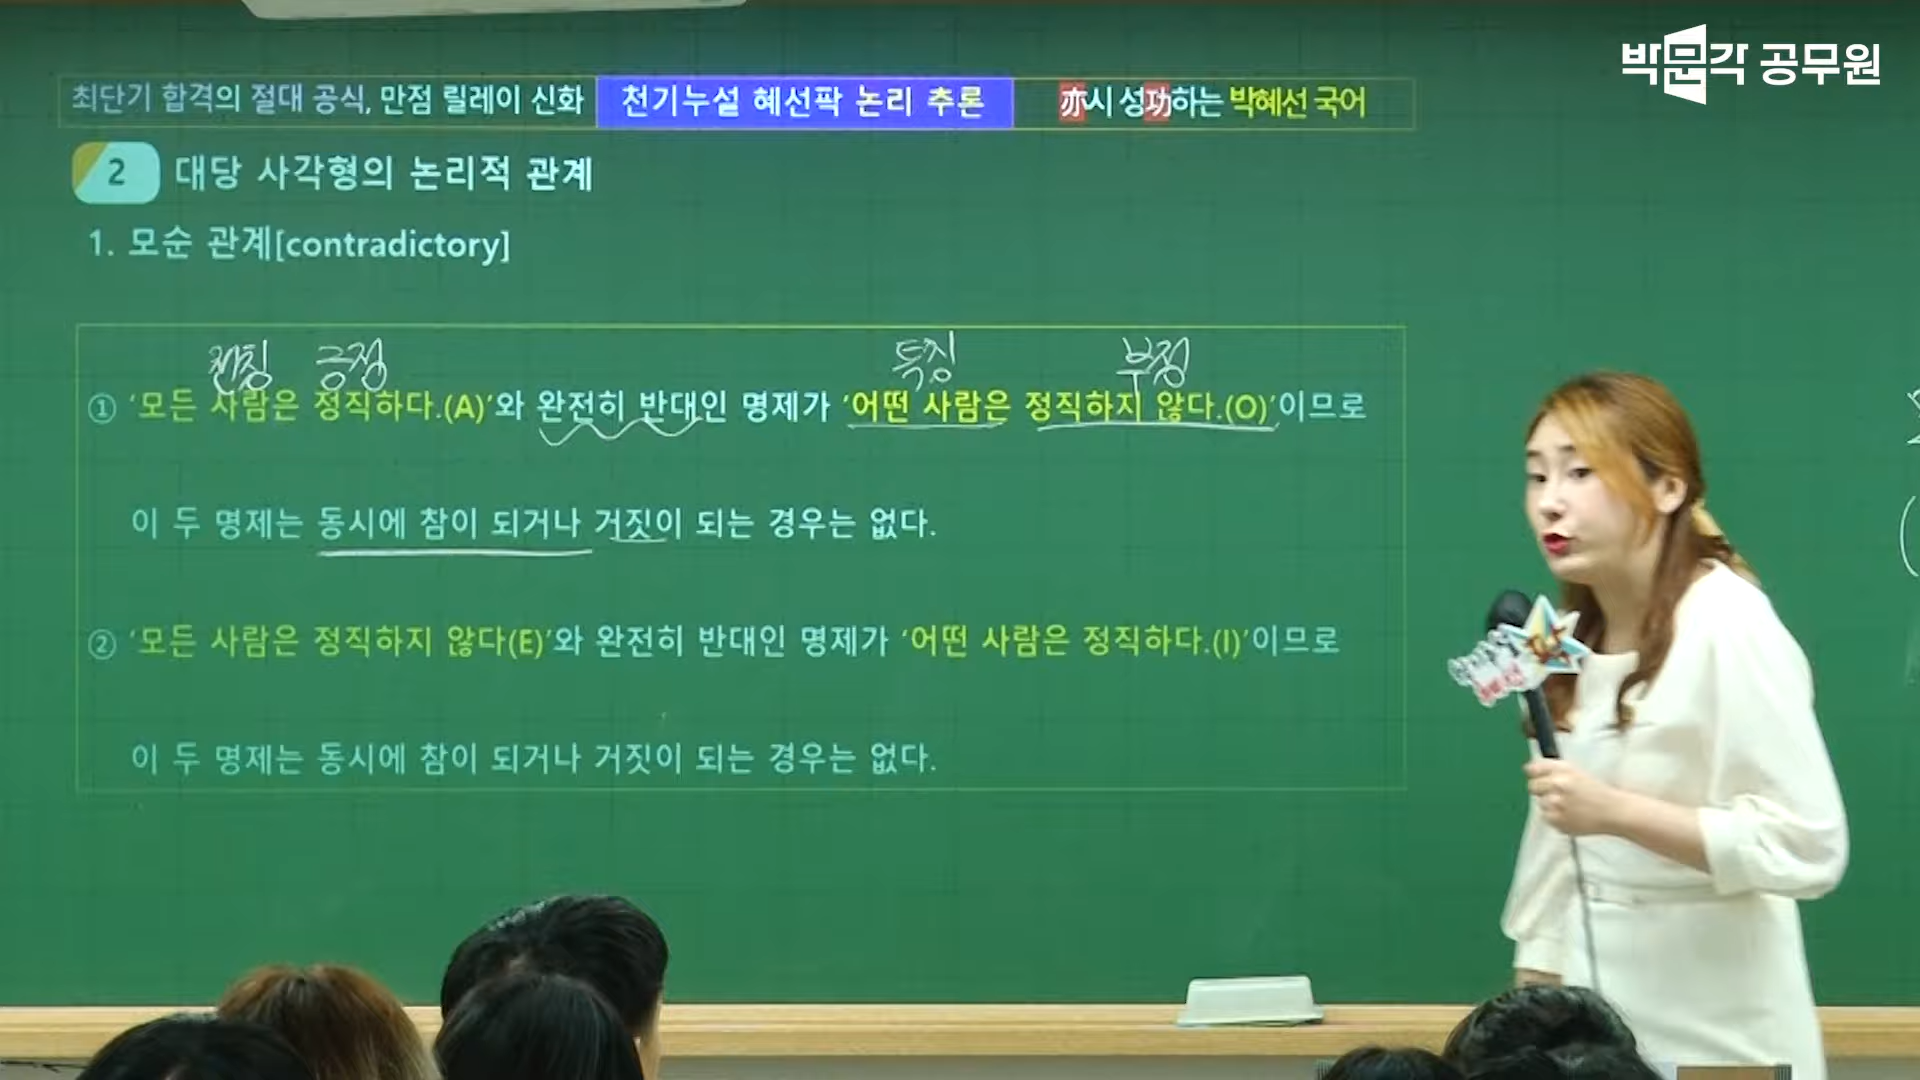 박문각 공무원
최단기 합격의 절대 공식, 만점 릴레이 신화 천기누설 혜선팍 논리 추론 亦시 성功하는 박혜선 국어
2 대당 사각형의 논리적 관계
1. 모순 관계[contradictory]
전칭 긍정 특칭 부정
① ‘모든 사람은 정직하다.(A)’와 완전히 반대인 명제가 ‘어떤 사람은 정직하지 않다.(O)’이므로
이 두 명제는 동시에 참이 되거나 거짓이 되는 경우는 없다.
② ‘모든 사람은 정직하지 않다(E)’와 완전히 반대인 명제가 ‘어떤 사람은 정직하다.(I)’이므로
이 두 명제는 동시에 참이 되거나 거짓이 되는 경우는 없다.